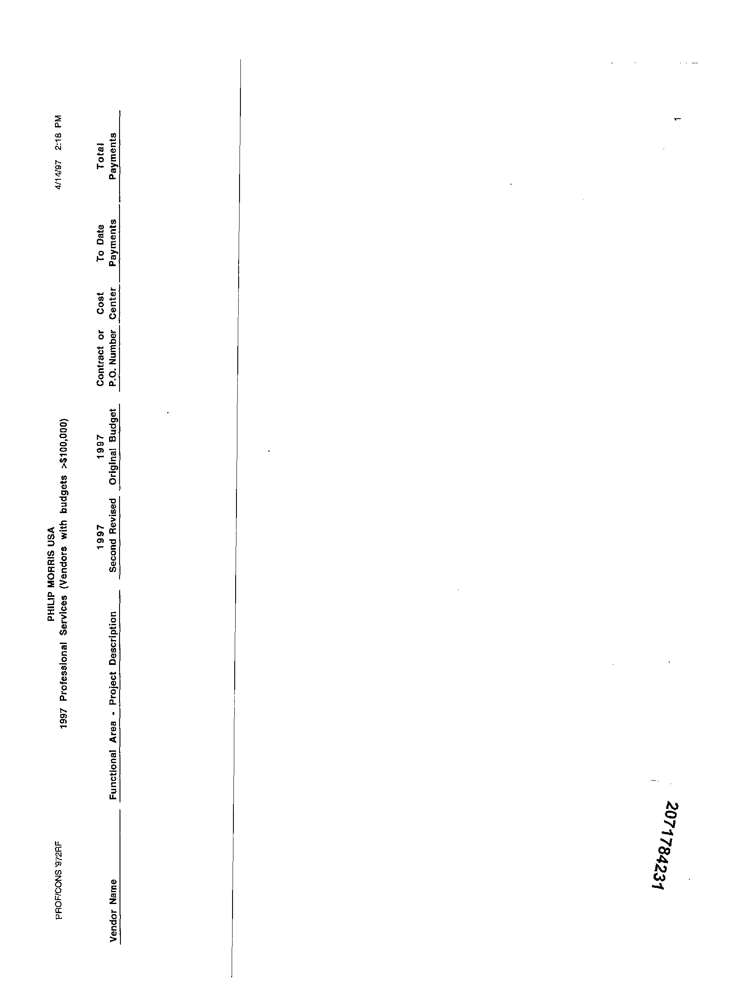 PROF/CONS '972RF
PHILIP MORRIS USA
4/14/97 2:18 PM
1997 Professional Services (Vendors with budgets >$100,000)
1997 1997 Contract or Cost To Date Total
Vendor Name Functional Area - Project Description Second Revised Original Budget P.O. Number Center Payments Payments
2071784231
1